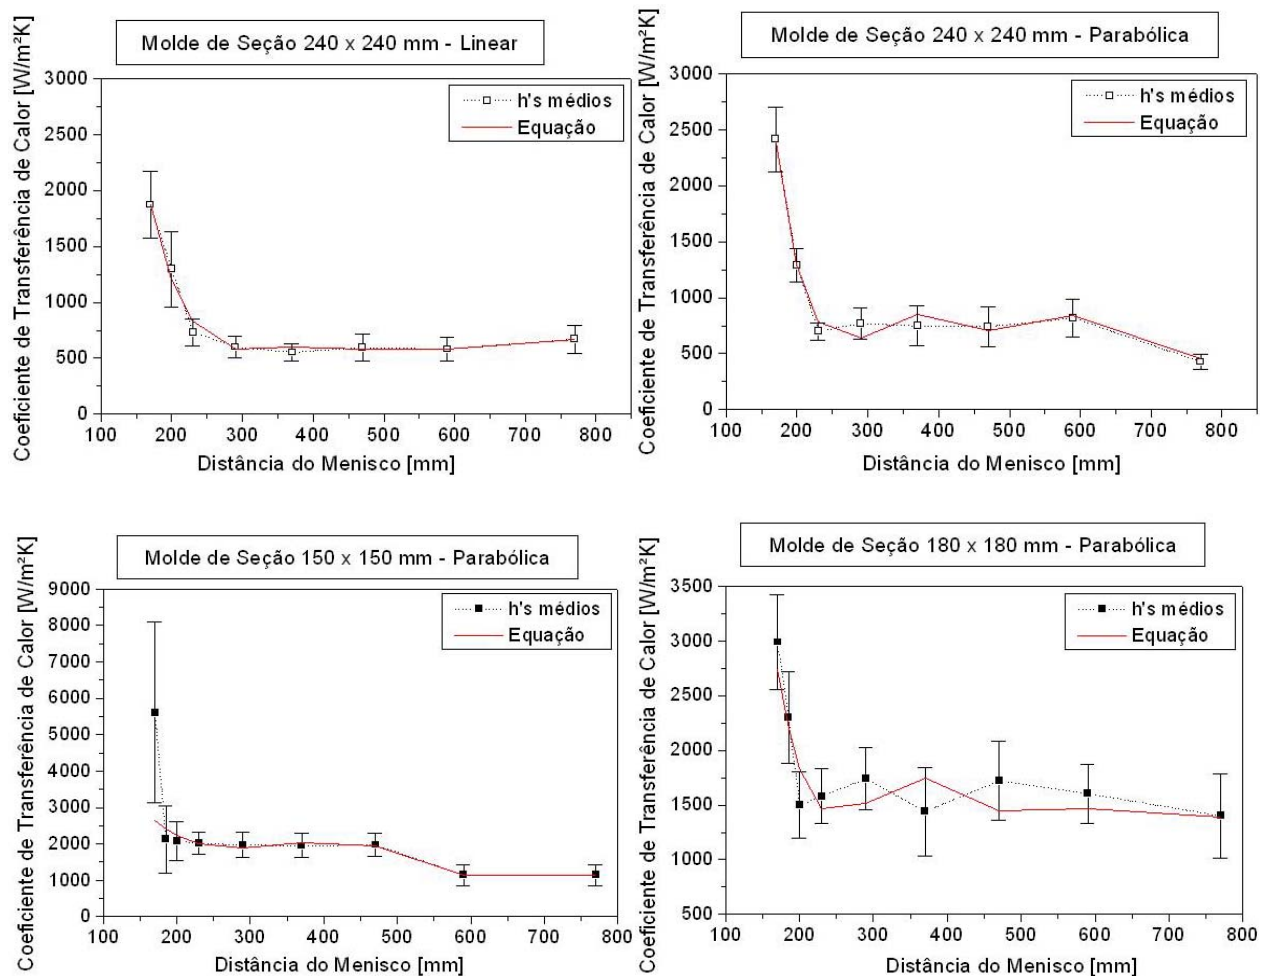 Molde de Seção 240 x 240 mm - Linear
Coeficiente de Transferência de Calor [W/m²K]
3000
2500
2000
1500
1000
500
0
h's médios
Equação
100 200 300 400 500 600 700 800
Distância do Menisco [mm]
Molde de Seção 240 x 240 mm - Parabólica
Coeficiente de Transferência de Calor [W/m²K]
3000
2500
2000
1500
1000
500
0
h's médios
Equação
100 200 300 400 500 600 700 800
Distância do Menisco [mm]
Molde de Seção 150 x 150 mm - Parabólica
Coeficiente de Transferência de Calor [W/m²K]
9000
8000
7000
6000
5000
4000
3000
2000
1000
0
h's médios
Equação
100 200 300 400 500 600 700 800
Distância do Menisco [mm]
Molde de Seção 180 x 180 mm - Parabólica
Coeficiente de Transferência de Calor [W/m²K]
3500
3000
2500
2000
1500
1000
500
h's médios
Equação
100 200 300 400 500 600 700 800
Distância do Menisco [mm]